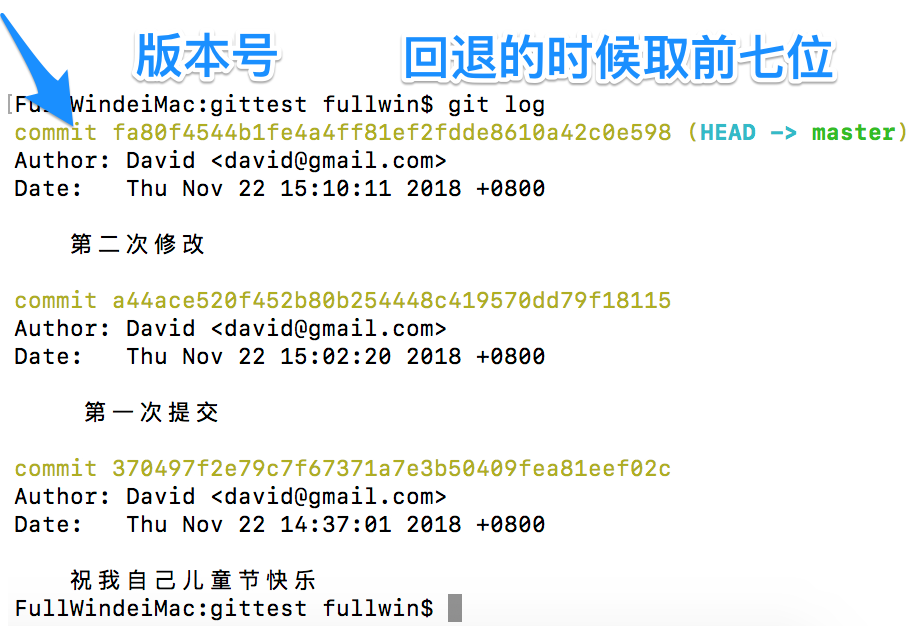 版本号 回退的时候取前七位
FullWindeiMac:gittest fullwin$ git log
commit fa80f4544b1fe4a4ff81ef2fdde8610a42c0e598 (HEAD -> master)
Author: David <david@gmail.com>
Date:   Thu Nov 22 15:10:11 2018 +0800
第二次修改
commit a44ace520f452b80b254448c419570dd79f18115
Author: David <david@gmail.com>
Date:   Thu Nov 22 15:02:20 2018 +0800
第一次提交
commit 370497f2e79c7f67371a7e3b50409fea81eef02c
Author: David <david@gmail.com>
Date:   Thu Nov 22 14:37:01 2018 +0800
祝我自己儿童节快乐
FullWindeiMac:gittest fullwin$